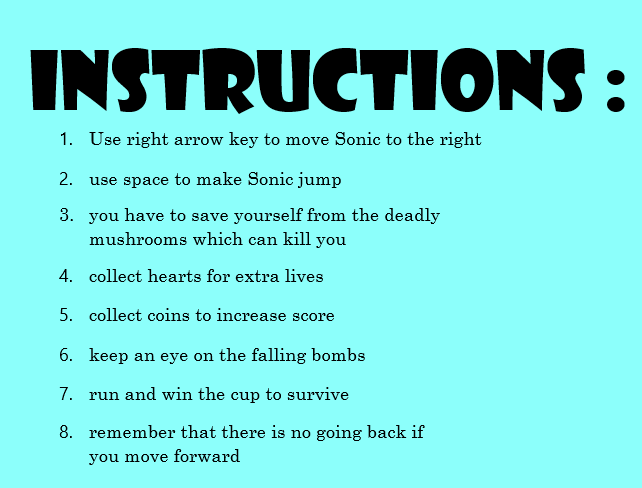 INSTRUCTIONS :
1. Use right arrow key to move Sonic to the right
2. use space to make Sonic jump
3. you have to save yourself from the deadly
mushrooms which can kill you
4. collect hearts for extra lives
5. collect coins to increase score
6. keep an eye on the falling bombs
7. run and win the cup to survive
8. remember that there is no going back if
you move forward